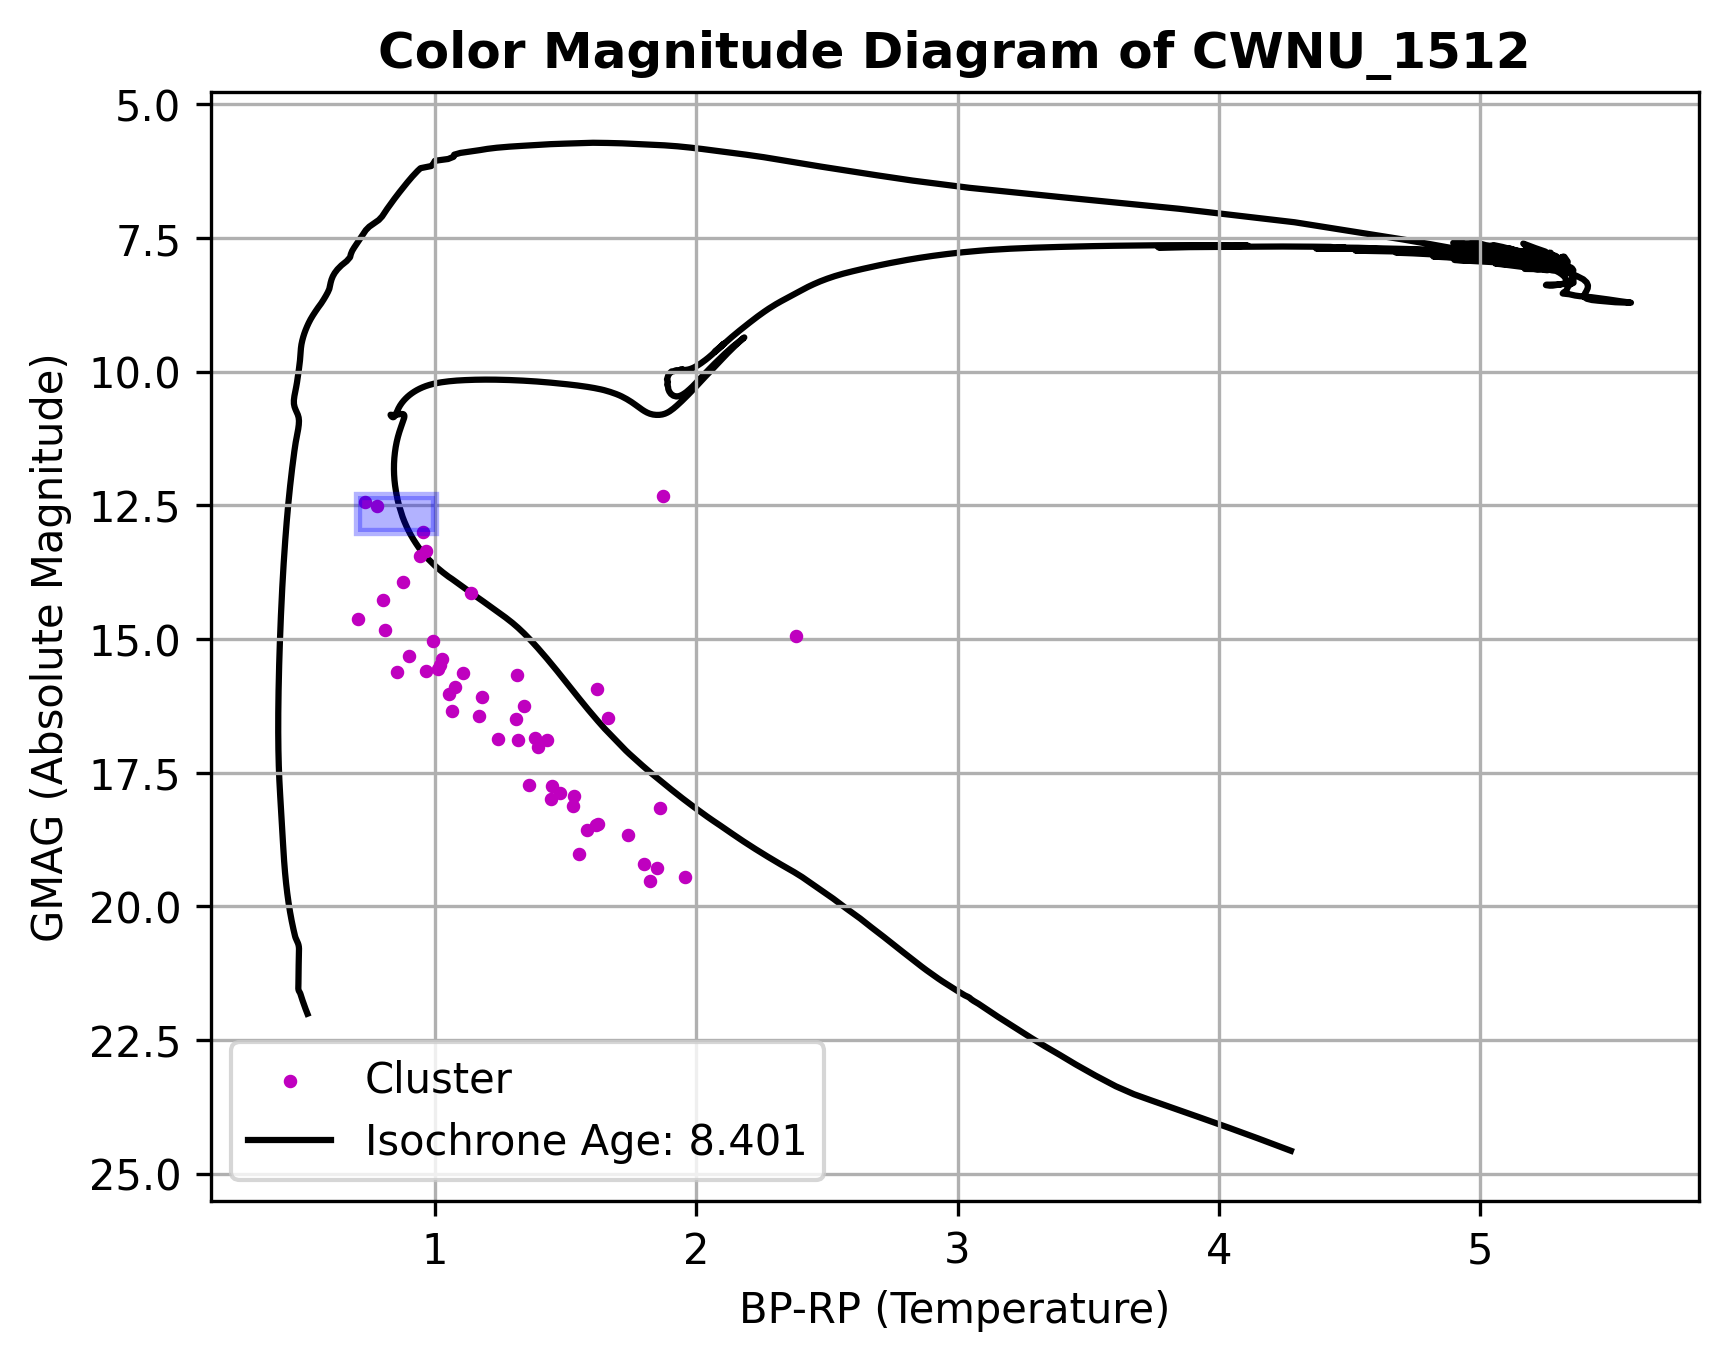 Color Magnitude Diagram of CWNU_1512
GMAG (Absolute Magnitude)
5.0
7.5
10.0
12.5
15.0
17.5
20.0
22.5
25.0
Cluster
Isochrone Age: 8.401
1 2 3 4 5
BP-RP (Temperature)